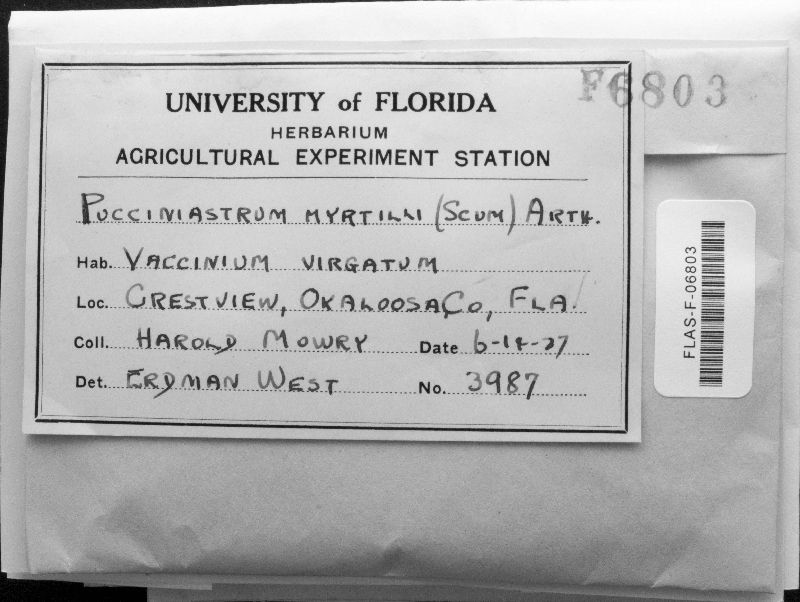 F6803
UNIVERSITY of FLORIDA
HERBARIUM
AGRICULTURAL EXPERIMENT STATION
PUCCINIASTRUM MYRTILLI (SCUM) ARTH.
Hab. VACCINIUM VIRGATUM
Loc. CRESTVIEW, OKALOOSA CO, FLA.
Coll. HAROLD MOWRY Date 6-14-27
Det. ERDMAN WEST No. 3987
FLAS-F-06803